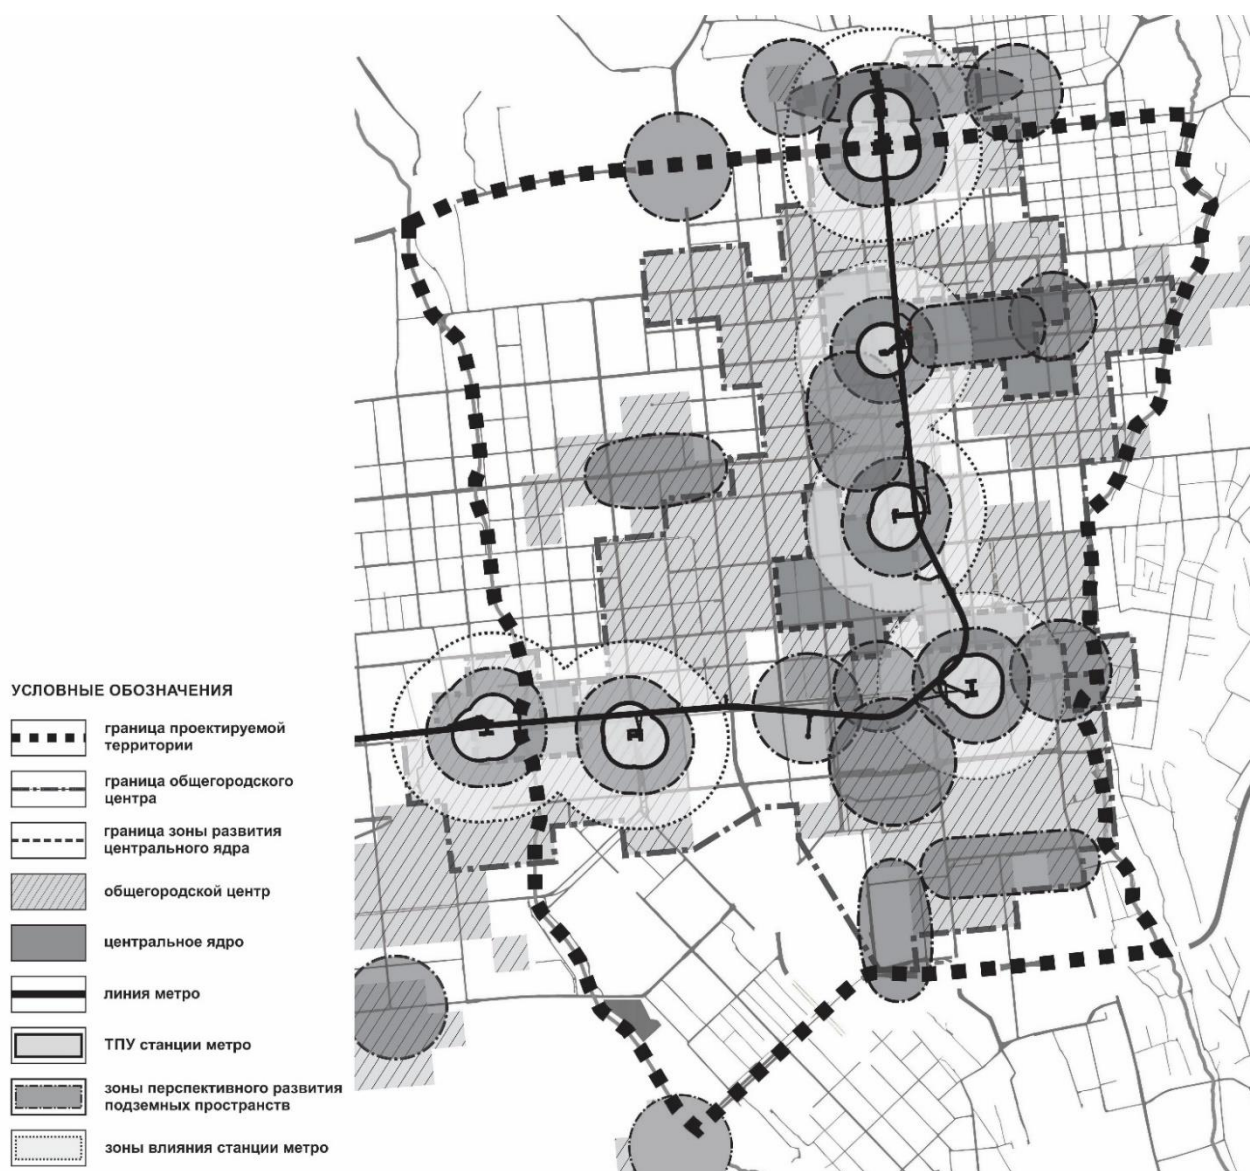 УСЛОВНЫЕ ОБОЗНАЧЕНИЯ
граница проектируемой
территории
граница общегородского
центра
граница зоны развития
центрального ядра
общегородской центр
центральное ядро
линия метро
ТПУ станции метро
зоны перспективного развития
подземных пространств
зоны влияния станции метро